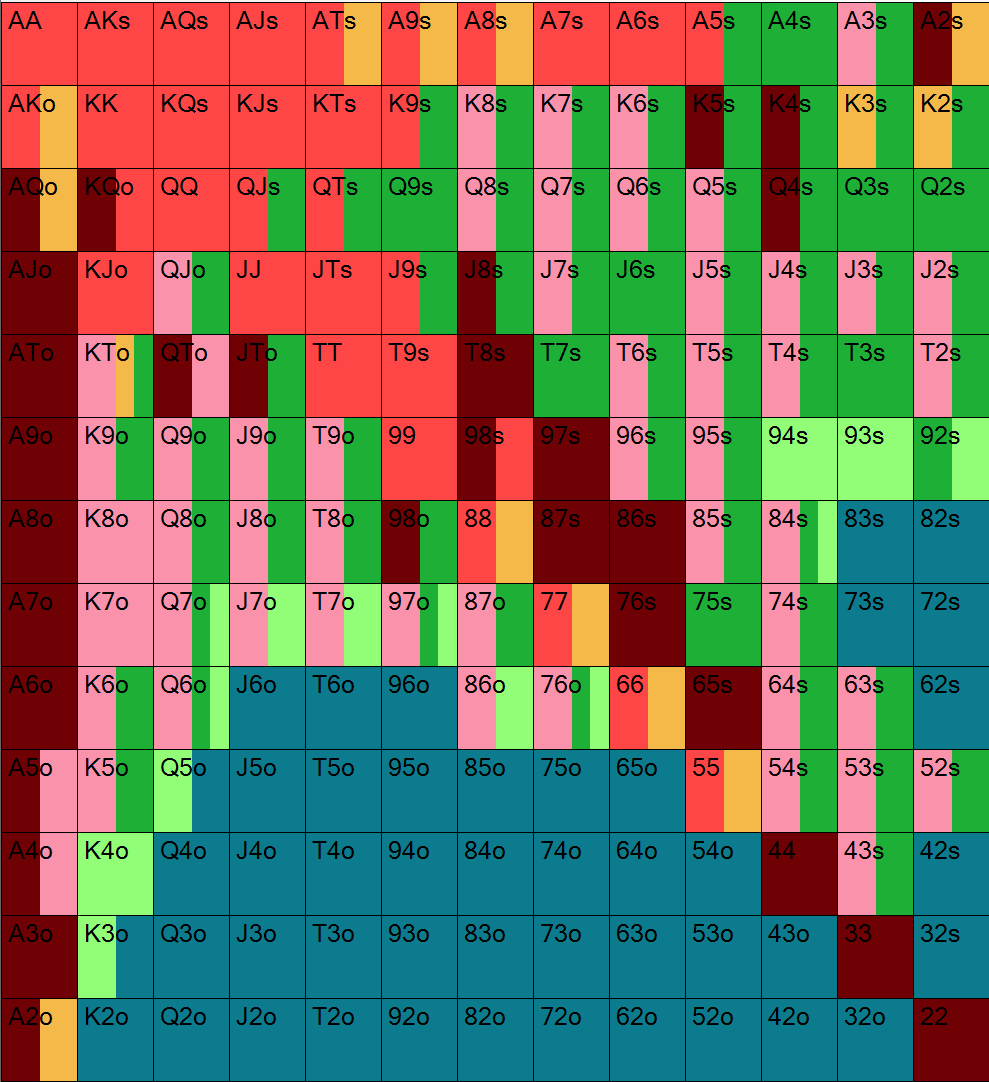 AA AKs AQs AJs ATs A9s A8s A7s A6s A5s A4s A3s A2s
AKo KK KQs KJs KTs K9s K8s K7s K6s K5s K4s K3s K2s
AQo KQo QQ QJs QTs Q9s Q8s Q7s Q6s Q5s Q4s Q3s Q2s
AJo KJo QJo JJ JTs J9s J8s J7s J6s J5s J4s J3s J2s
ATo KTo QTo JTo TT T9s T8s T7s T6s T5s T4s T3s T2s
A9o K9o Q9o J9o T9o 99 98s 97s 96s 95s 94s 93s 92s
A8o K8o Q8o J8o T8o 98o 88 87s 86s 85s 84s 83s 82s
A7o K7o Q7o J7o T7o 97o 87o 77 76s 75s 74s 73s 72s
A6o K6o Q6o J6o T6o 96o 86o 76o 66 65s 64s 63s 62s
A5o K5o Q5o J5o T5o 95o 85o 75o 65o 55 54s 53s 52s
A4o K4o Q4o J4o T4o 94o 84o 74o 64o 54o 44 43s 42s
A3o K3o Q3o J3o T3o 93o 83o 73o 63o 53o 43o 33 32s
A2o K2o Q2o J2o T2o 92o 82o 72o 62o 52o 42o 32o 22